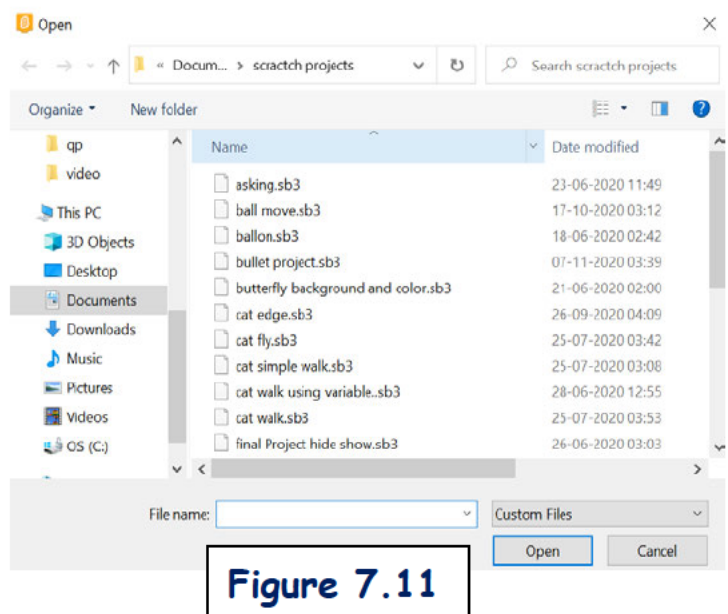 Open
« Docum... > scractch projects
Search scractch projects
Organize
New folder
qp
video
This PC
3D Objects
Desktop
Documents
Downloads
Music
Pictures
Videos
OS (C:)
Name Date modified
asking.sb3 23-06-2020 11:49
ball move.sb3 17-10-2020 03:12
ballon.sb3 18-06-2020 02:42
bullet project.sb3 07-11-2020 03:39
butterfly background and color.sb3 21-06-2020 02:00
cat edge.sb3 26-09-2020 04:09
cat fly.sb3 25-07-2020 03:42
cat simple walk.sb3 25-07-2020 03:08
cat walk using variable..sb3 28-06-2020 12:55
cat walk.sb3 25-07-2020 03:53
final Project hide show.sb3 26-06-2020 03:03
File name:
Custom Files
Open
Cancel
Figure 7.11